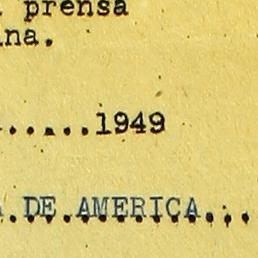 prensa
na.
......1949
DE AMERICA....